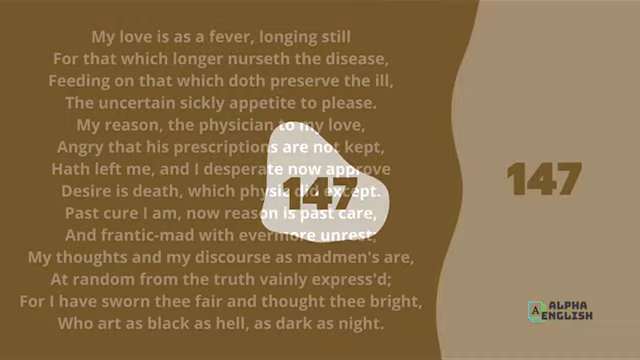 My love is as a fever, longing still
For that which longer nurseth the disease,
Feeding on that which doth preserve the ill,
The uncertain sickly appetite to please.
My reason, the physician to my love,
Angry that his prescriptions are not kept,
Hath left me, and I desperate now approve
Desire is death, which physic did except.
Past cure I am, now reason is past care,
And frantic-mad with evermore unrest;
My thoughts and my discourse as madmen's are,
At random from the truth vainly express'd;
For I have sworn thee fair and thought thee bright,
Who art as black as hell, as dark as night.
147
147
ALPHA
ENGLISH